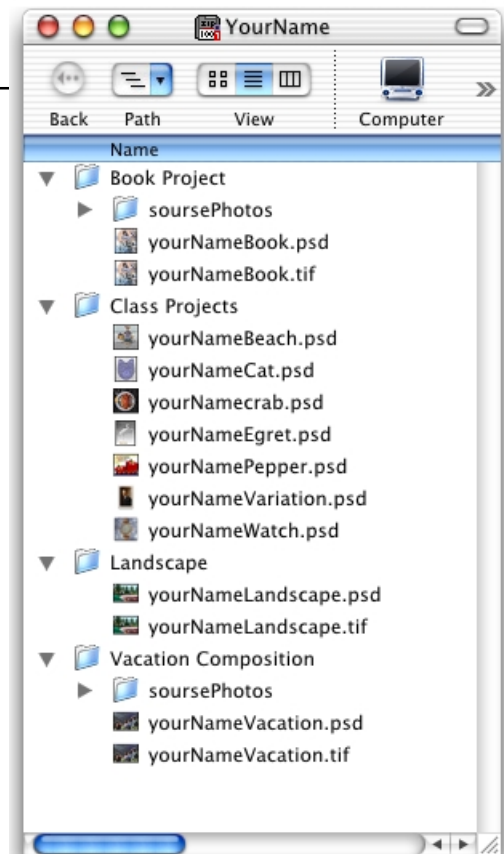 YourName
Back Path View Computer
Name
Book Project
soursePhotos
yourNameBook.psd
yourNameBook.tif
Class Projects
yourNameBeach.psd
yourNameCat.psd
yourNamecrab.psd
yourNameEgret.psd
yourNamePepper.psd
yourNameVariation.psd
yourNameWatch.psd
Landscape
yourNameLandscape.psd
yourNameLandscape.tif
Vacation Composition
soursePhotos
yourNameVacation.psd
yourNameVacation.tif